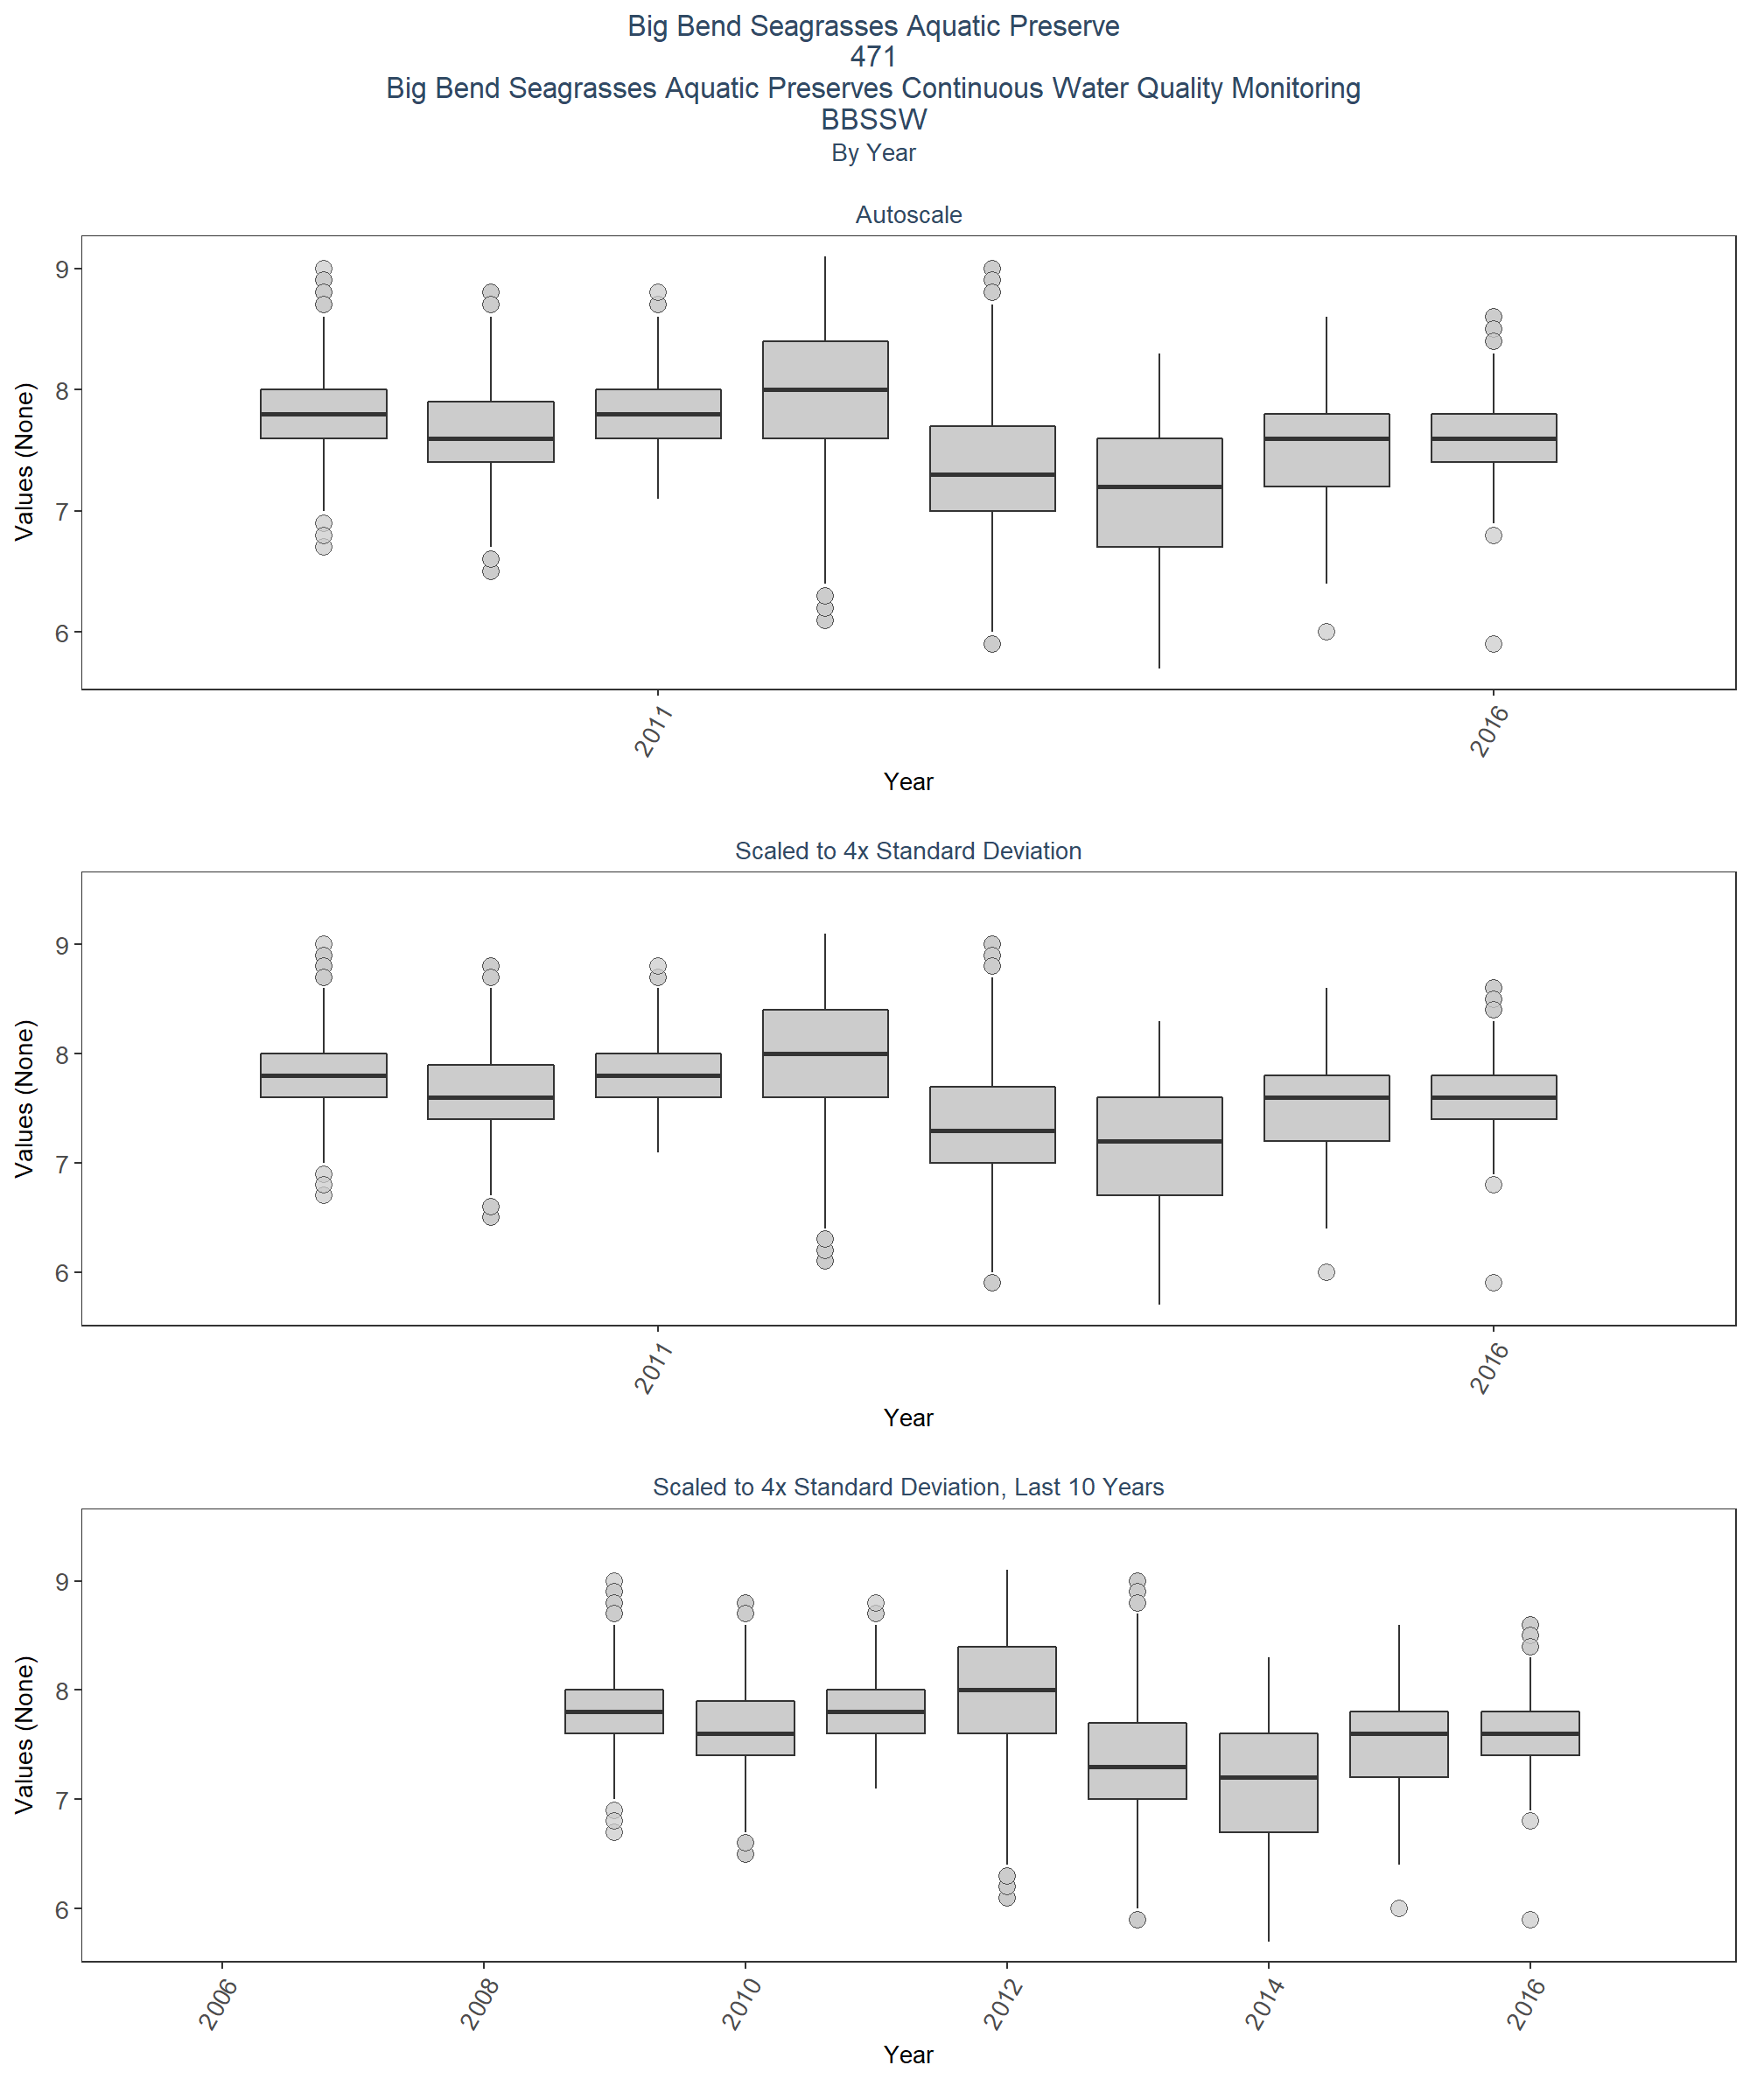 Big Bend Seagrasses Aquatic Preserve
471
Big Bend Seagrasses Aquatic Preserves Continuous Water Quality Monitoring
BBSSW
By Year
Autoscale
Values (None)
9
8
7
6
2011 2016
Year
Scaled to 4x Standard Deviation
Values (None)
9
8
7
6
2011 2016
Year
Scaled to 4x Standard Deviation, Last 10 Years
Values (None)
9
8
7
6
2006 2008 2010 2012 2014 2016
Year